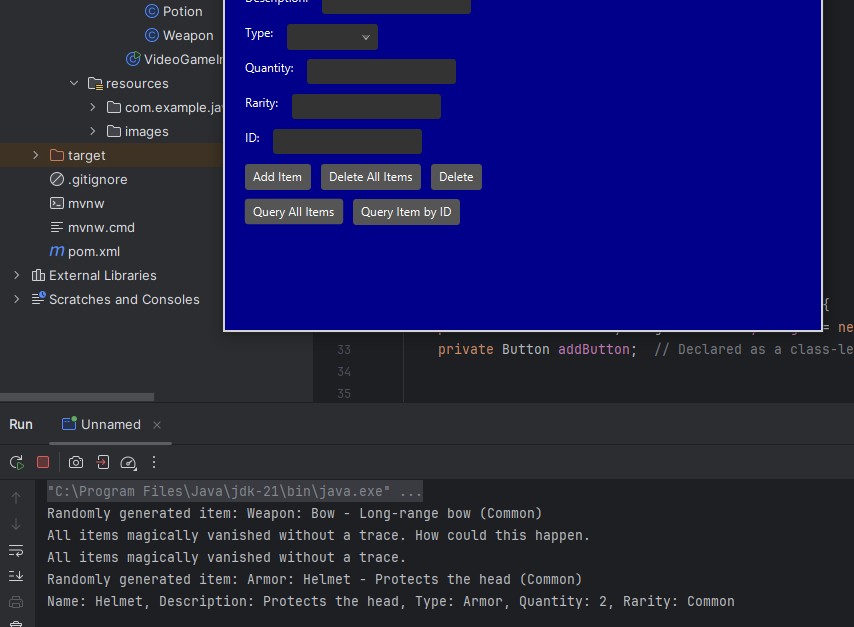 Potion
Weapon
VideoGameIn
resources
com.example.ja
images
target
.gitignore
mvnw
mvnw.cmd
pom.xml
External Libraries
Scratches and Consoles
Description:
Type:
Quantity:
Rarity:
ID:
Add Item Delete All Items Delete
Query All Items Query Item by ID
{
= ne
33 private Button addButton; // Declared as a class-le
34
35
Run Unnamed
"C:\Program Files\Java\jdk-21\bin\java.exe" ...
Randomly generated item: Weapon: Bow - Long-range bow (Common)
All items magically vanished without a trace. How could this happen.
All items magically vanished without a trace.
Randomly generated item: Armor: Helmet - Protects the head (Common)
Name: Helmet, Description: Protects the head, Type: Armor, Quantity: 2, Rarity: Common